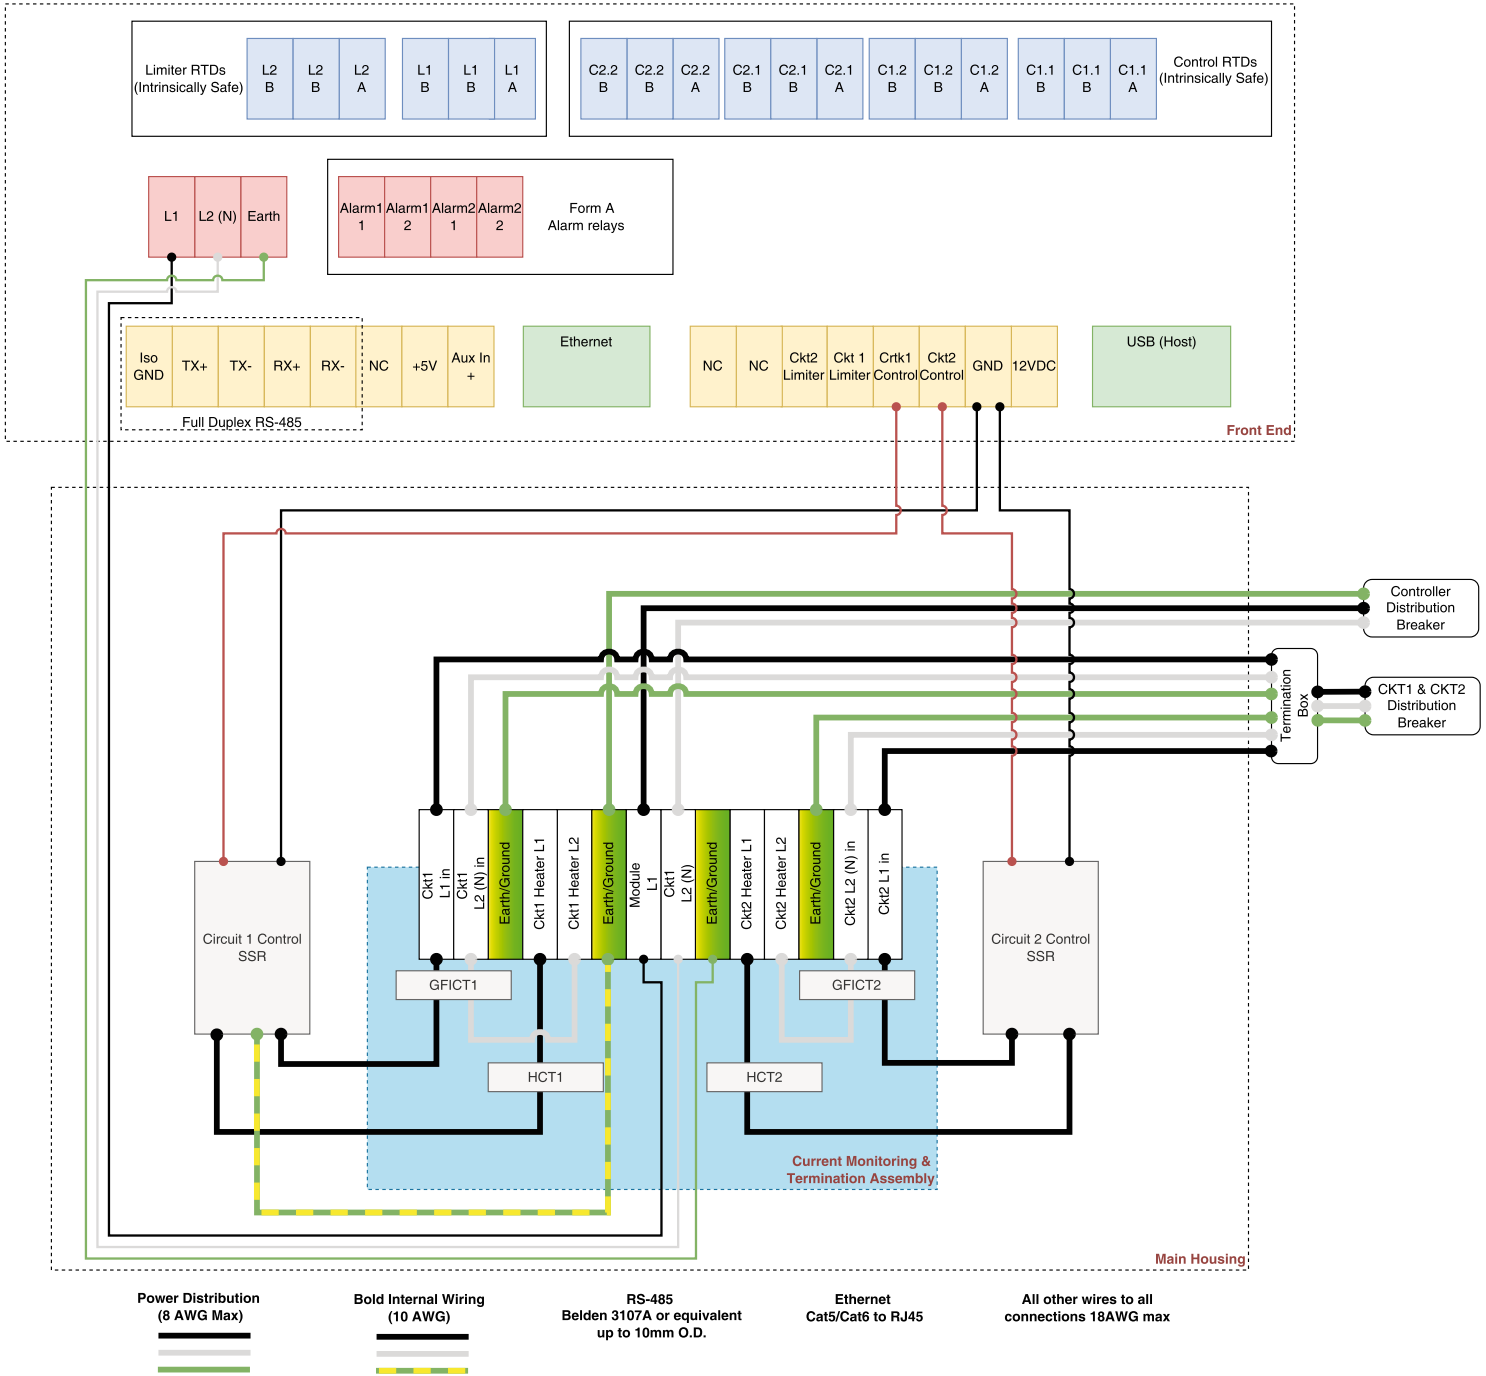 Limiter RTDs
(Intrinsically Safe)
L2
B
L2
B
L2
A
L1
B
L1
B
L1
A
C2.2
B
C2.2
B
C2.2
A
C2.1
B
C2.1
B
C2.1
A
C1.2
B
C1.2
B
C1.2
A
C1.1
B
C1.1
B
C1.1
A
Control RTDs
(Intrinsically Safe)
L1
L2 (N)
Earth
Alarm1
1
Alarm1
2
Alarm2
1
Alarm2
2
Form A
Alarm relays
Iso
GND
TX+
TX-
RX+
RX-
NC
+5V
Aux In
+
Full Duplex RS-485
Ethernet
NC
NC
Ckt2
Limiter
Ckt 1
Limiter
Crtk1
Control
Ckt2
Control
GND
12VDC
USB (Host)
Front End
Controller
Distribution
Breaker
Termination
Box
CKT1 & CKT2
Distribution
Breaker
Circuit 1 Control
SSR
Ckt1
L1 in
Ckt1
L2 (N) in
Earth/Ground
Ckt1 Heater L1
Ckt1 Heater L2
Earth/Ground
Module
L1
Ckt1
L2 (N)
Earth/Ground
Ckt2 Heater L1
Ckt2 Heater L2
Earth/Ground
Ckt2 L2 (N) in
Ckt2 L1 in
Circuit 2 Control
SSR
GFICT1
GFICT2
HCT1
HCT2
Current Monitoring &
Termination Assembly
Main Housing
Power Distribution
(8 AWG Max)
Bold Internal Wiring
(10 AWG)
RS-485
Belden 3107A or equivalent
up to 10mm O.D.
Ethernet
Cat5/Cat6 to RJ45
All other wires to all
connections 18AWG max